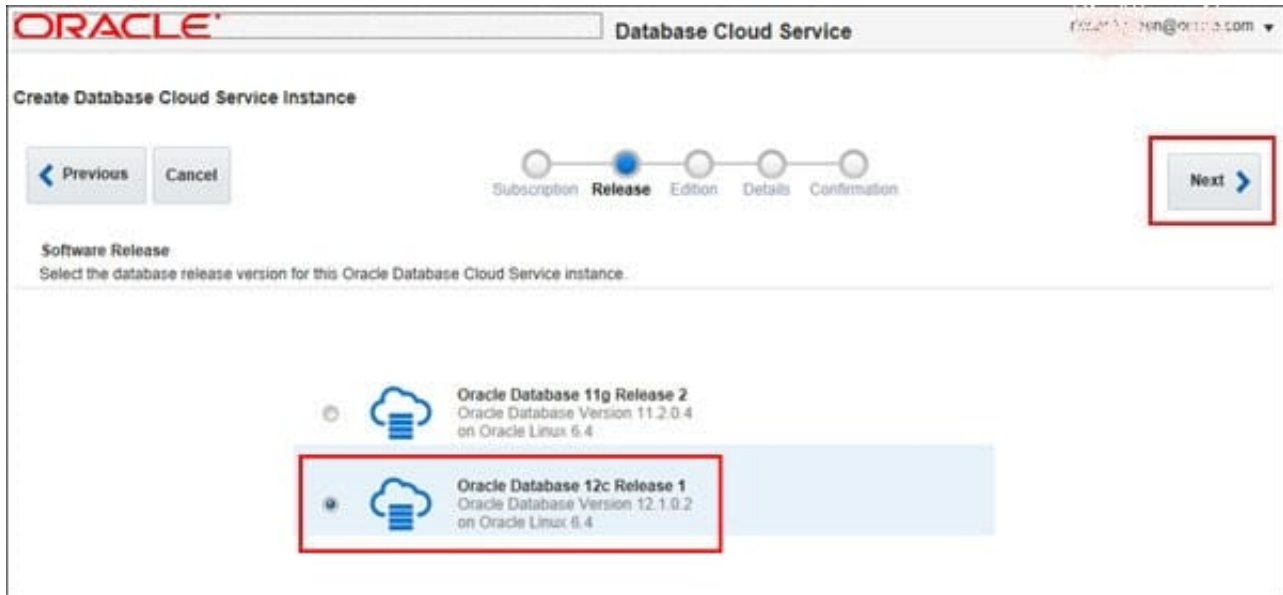 ORACLE
Database Cloud Service
Create Database Cloud Service Instance
Previous
Cancel
Subscription
Release
Edition
Details
Confirmation
Next
Software Release
Select the database release version for this Oracle Database Cloud Service instance.
Oracle Database 11g Release 2
Oracle Database Version 11.2.0.4
on Oracle Linux 6.4
Oracle Database 12c Release 1
Oracle Database Version 12.1.0.2
on Oracle Linux 6.4